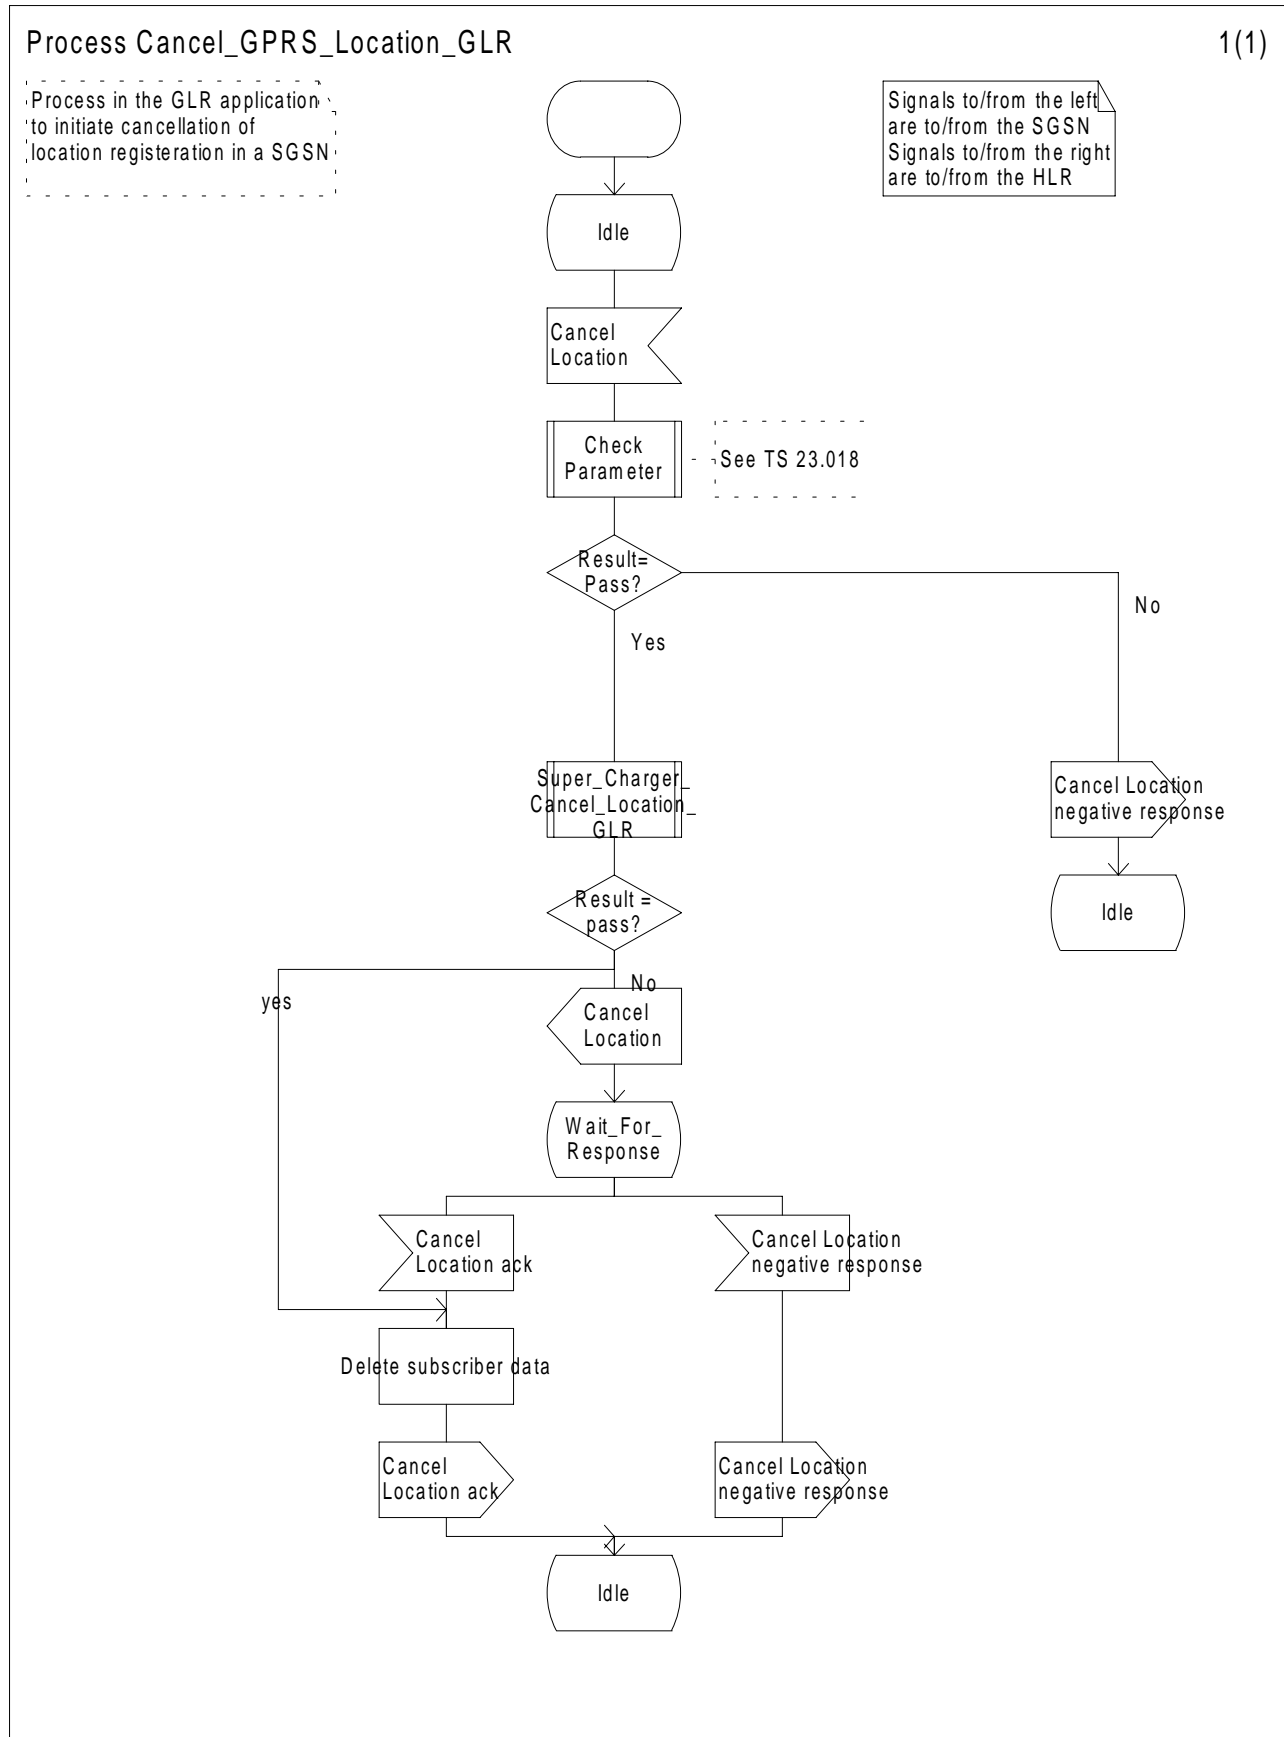 Process Cancel_GPRS_Location_GLR
1(1)
Process in the GLR application
to initiate cancellation of
location registeration in a SGSN
Signals to/from the left
are to/from the SGSN
Signals to/from the right
are to/from the HLR
Idle
Cancel
Location
Check
Parameter
See TS 23.018
Result=
Pass?
No
Yes
Super_Charger_
Cancel_Location_
GLR
Cancel Location
negative response
Result =
pass?
Idle
No
yes
Cancel
Location
Wait_For_
Response
Cancel
Location ack
Cancel Location
negative response
Delete subscriber data
Cancel
Location ack
Cancel Location
negative response
Idle